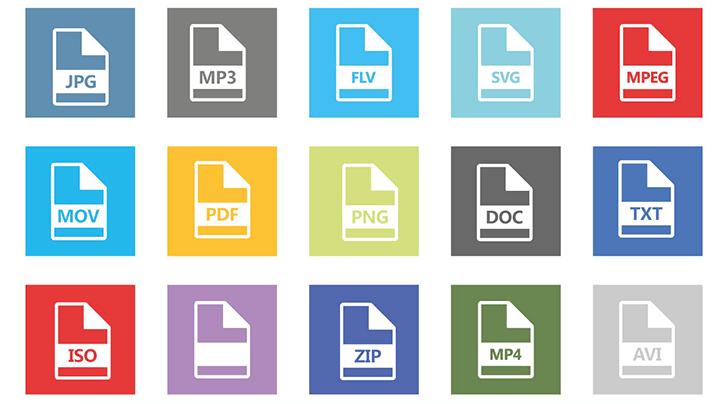 JPG
MP3
FLV
SVG
MPEG
MOV
PDF
PNG
DOC
TXT
ISO
ZIP
MP4
AVI